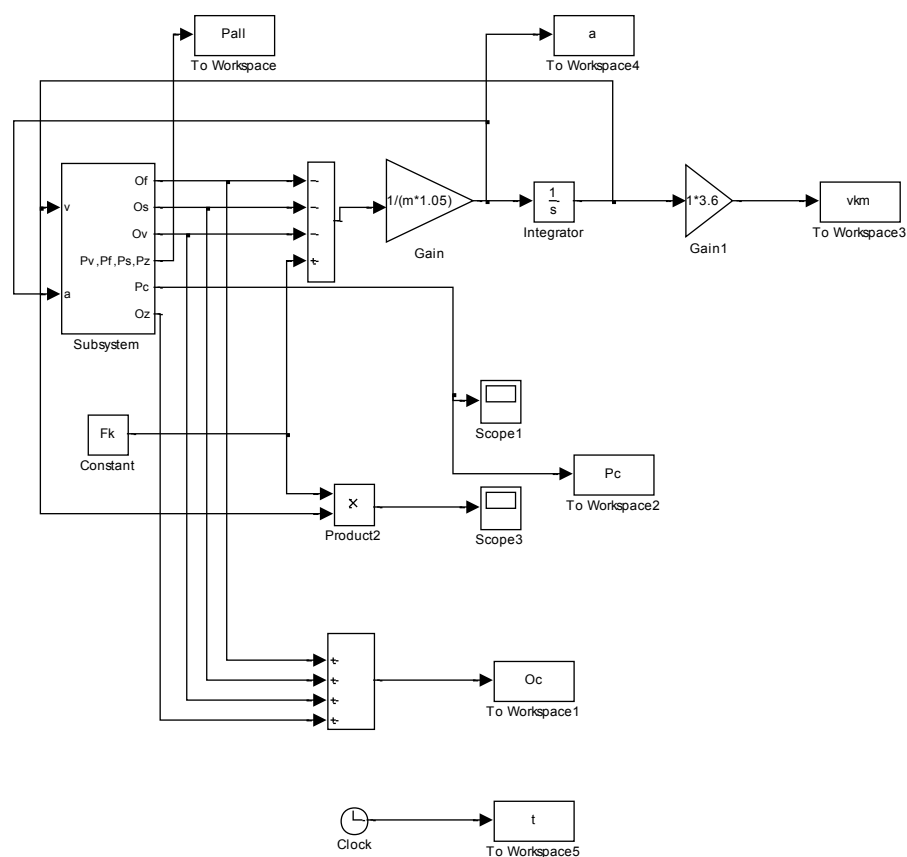 Pall
To Workspace
a
To Workspace4
v
a
Of
Os
Ov
Pv,Pf,Ps,Pz
Pc
Oz
Subsystem
1/(m*1.05)
Gain
1
s
Integrator
1*3.6
Gain1
vkm
To Workspace3
Scope1
Fk
Constant
Pc
To Workspace2
x
Product2
Scope3
Oc
To Workspace1
Clock
t
To Workspace5